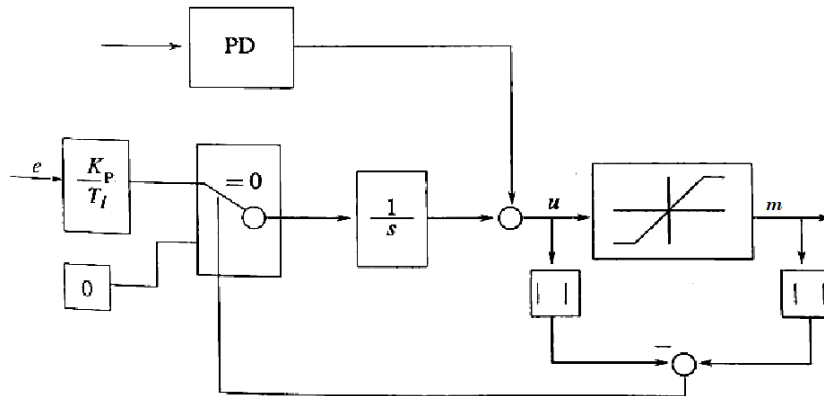 PD
e
K_P
T_I
= 0
0
1
s
u
m
| |
| |
−